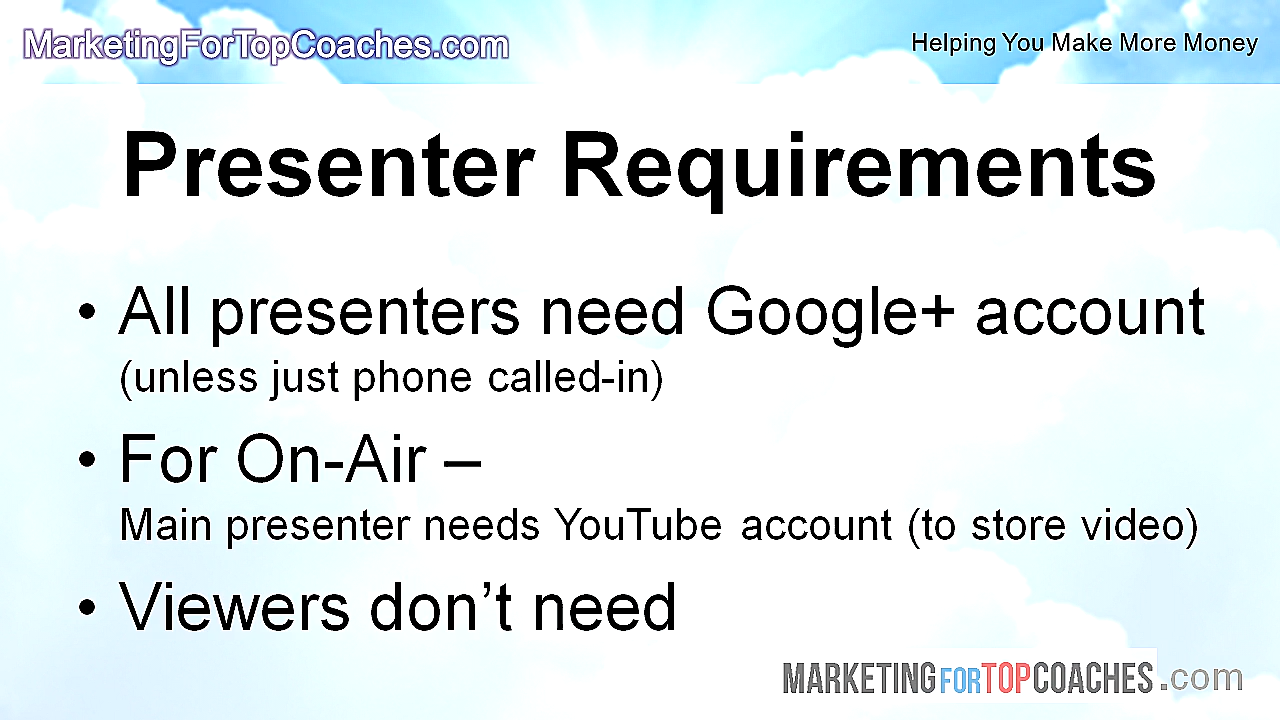 MarketingForTopCoaches.com
Helping You Make More Money
Presenter Requirements
• All presenters need Google+ account
(unless just phone called-in)
• For On-Air –
Main presenter needs YouTube account (to store video)
• Viewers don’t need
MARKETINGFORTOPCOACHES.com